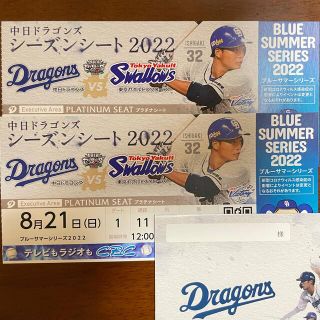 中日ドラゴンズ
シーズンシート2022
Dragons VS Tokyo Yakult Swallows
ISHIGAKI
32
BLUE
SUMMER
SERIES
2022
ブルーサマーシリーズ
Executive Area PLATINUM SEAT プラチナシート
中日ドラゴンズ
シーズンシート2022
Dragons VS Tokyo Yakult Swallows
ISHIGAKI
32
BLUE
SUMMER
SERIES
2022
ブルーサマーシリーズ
Executive Area PLATINUM SEAT プラチナシート
8月21日(日)
1 11
ブルーサマーシリーズ2022
12:00
テレビもラジオも CBC
様
Dragons